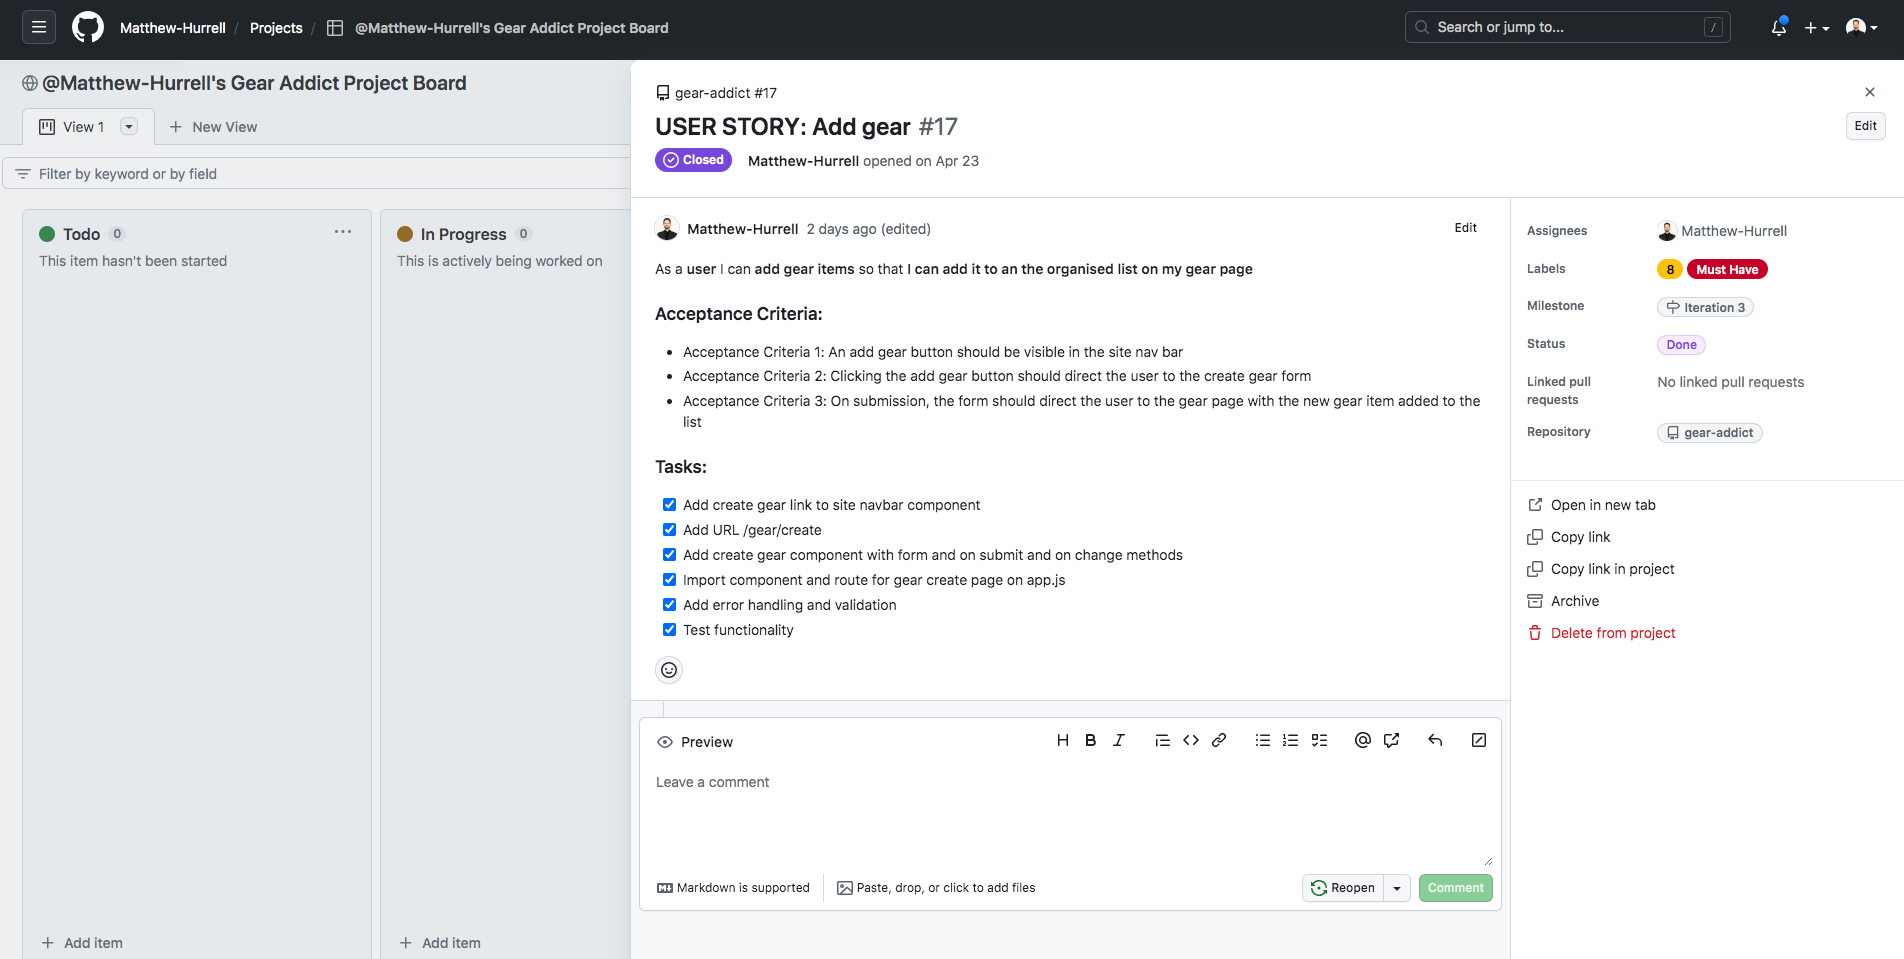 Matthew-Hurrell / Projects / @Matthew-Hurrell's Gear Addict Project Board
Search or jump to... /
@Matthew-Hurrell's Gear Addict Project Board
View 1
New View
Filter by keyword or by field
Todo 0
This item hasn't been started
Add item
In Progress 0
This is actively being worked on
Add item
gear-addict #17
USER STORY: Add gear #17
Edit
Closed
Matthew-Hurrell opened on Apr 23
Matthew-Hurrell 2 days ago (edited)
Edit
As a user I can add gear items so that I can add it to an the organised list on my gear page
Acceptance Criteria:
Acceptance Criteria 1: An add gear button should be visible in the site nav bar
Acceptance Criteria 2: Clicking the add gear button should direct the user to the create gear form
Acceptance Criteria 3: On submission, the form should direct the user to the gear page with the new gear item added to the
list
Tasks:
Add create gear link to site navbar component
Add URL /gear/create
Add create gear component with form and on submit and on change methods
Import component and route for gear create page on app.js
Add error handling and validation
Test functionality
Preview
Leave a comment
Markdown is supported
Paste, drop, or click to add files
Reopen
Comment
Assignees
Matthew-Hurrell
Labels
8 Must Have
Milestone
Iteration 3
Status
Done
Linked pull
requests
No linked pull requests
Repository
gear-addict
Open in new tab
Copy link
Copy link in project
Archive
Delete from project